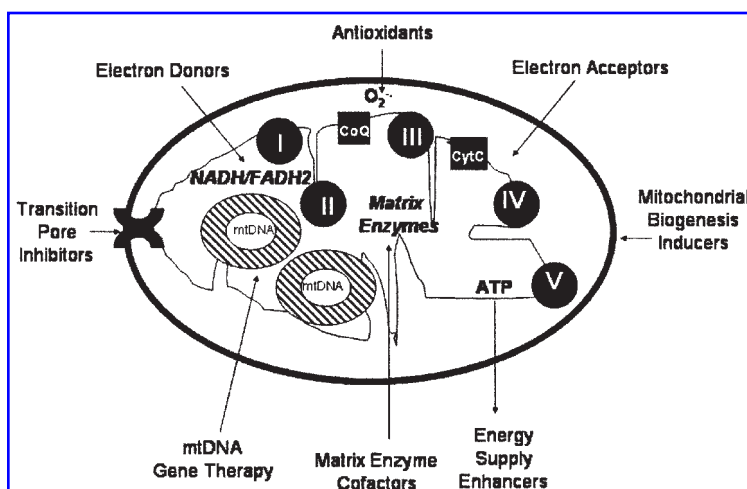 Antioxidants
Electron Donors
Electron Acceptors
O2·-
I
CoQ
III
CytC
NADH/FADH2
II
Matrix
Enzymes
IV
Transition
Pore
Inhibitors
mtDNA
mtDNA
Mitochondrial
Biogenesis
Inducers
ATP
V
mtDNA
Gene Therapy
Matrix Enzyme
Cofactors
Energy
Supply
Enhancers